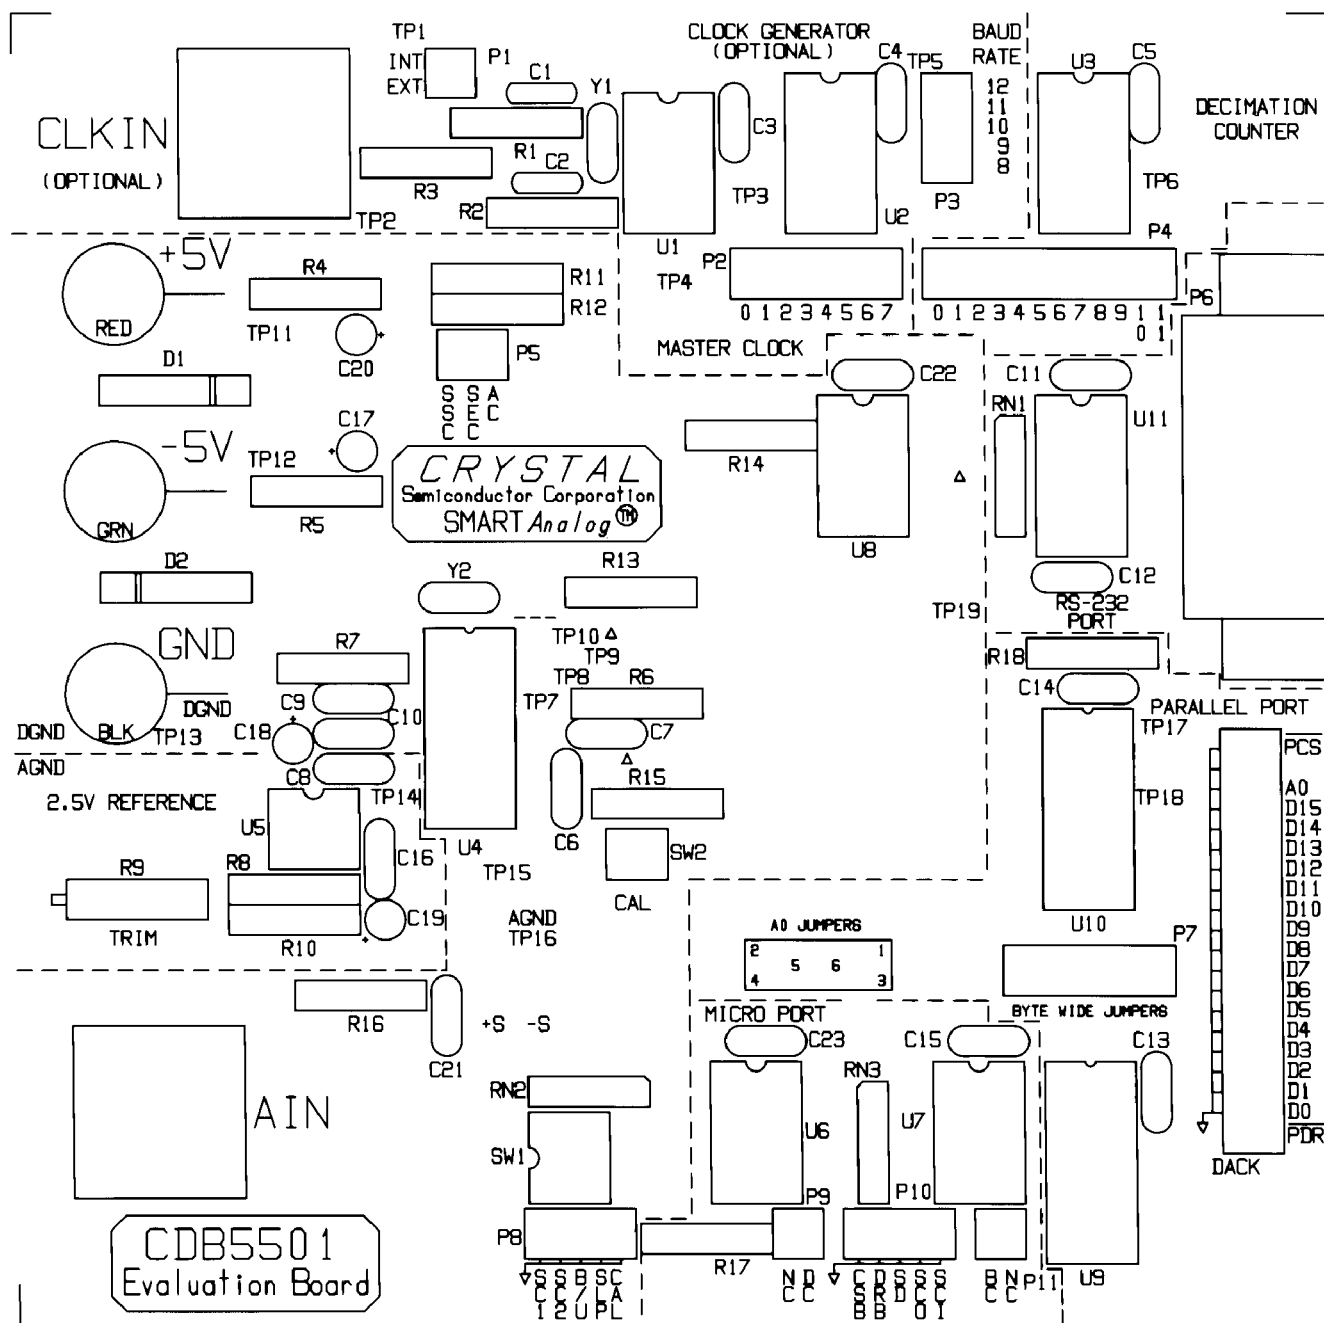 TP1
CLOCK GENERATOR
(OPTIONAL)
BAUD
RATE
INT
EXT
P1
C1
Y1
C4
TP5
U3
C5
12
11
10
9
8
DECIMATION
COUNTER
CLKIN
(OPTIONAL)
R1
C3
R3
C2
TP3
P3
TP6
R2
TP2
U1
U2
P4
+5V
R4
R11
R12
P2
TP4
P6
RED
TP11
0 1 2 3 4 5 6 7
0 1 2 3 4 5 6 7 8 9 1 1
0 1
C20
P5
MASTER CLOCK
D1
C22
C11
S S A
S E C
C C
RN1
U11
C17
-5V
TP12
R14
CRYSTAL
Semiconductor Corporation
SMART Analog TM
GRN
R5
U8
D2
Y2
R13
C12
RS-232
PORT
TP19
GND
TP10
TP9
R7
R18
TP8
R6
C9
TP7
C14
DGND
C10
PARALLEL PORT
DGND
BLK
TP13
C18
C7
TP17
PCS
AGND
C8
R15
2.5V REFERENCE
TP14
TP18
A0
D15
D14
D13
D12
D11
D10
D9
D8
D7
D6
D5
D4
D3
D2
D1
D0
PDR
U5
C6
U4
C16
SW2
R9
R8
TP15
CAL
TRIM
R10
C19
AGND
TP16
A0 JUMPERS
U10
P7
2 1
5 6
4 3
R16
+S -S
MICRO PORT
BYTE WIDE JUMPERS
C21
C23
C15
C13
RN2
RN3
AIN
U6
U7
SW1
DACK
P9
P10
CDB5501
Evaluation Board
P8
R17
P11
U9
S S B S C
C C / L A
1 2 U P L
N D
C C
C D S S S
S R D C C
B B O I
B N
C C